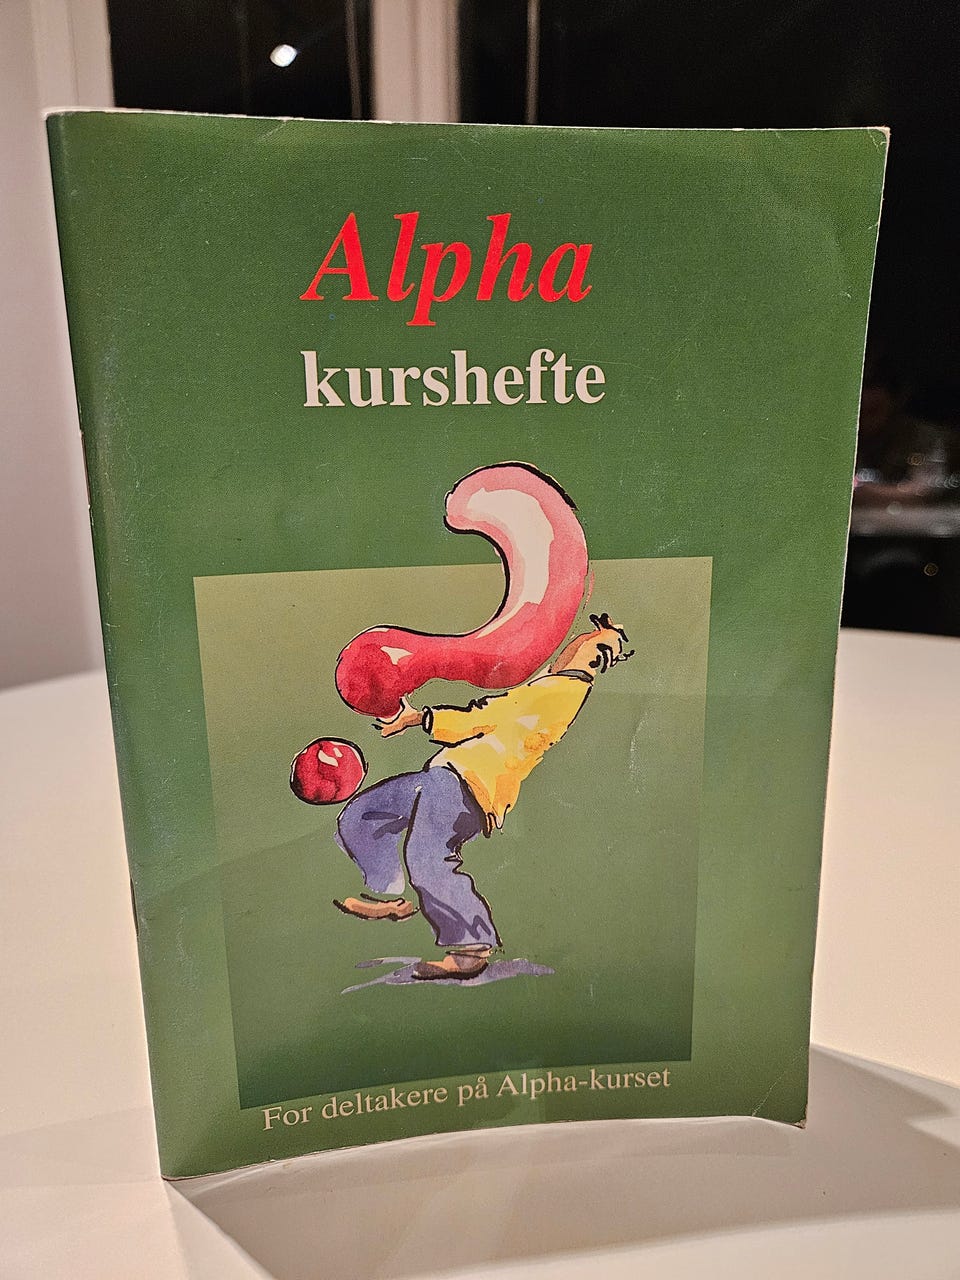 Alpha
kurshefte
For deltakere på Alpha-kurset